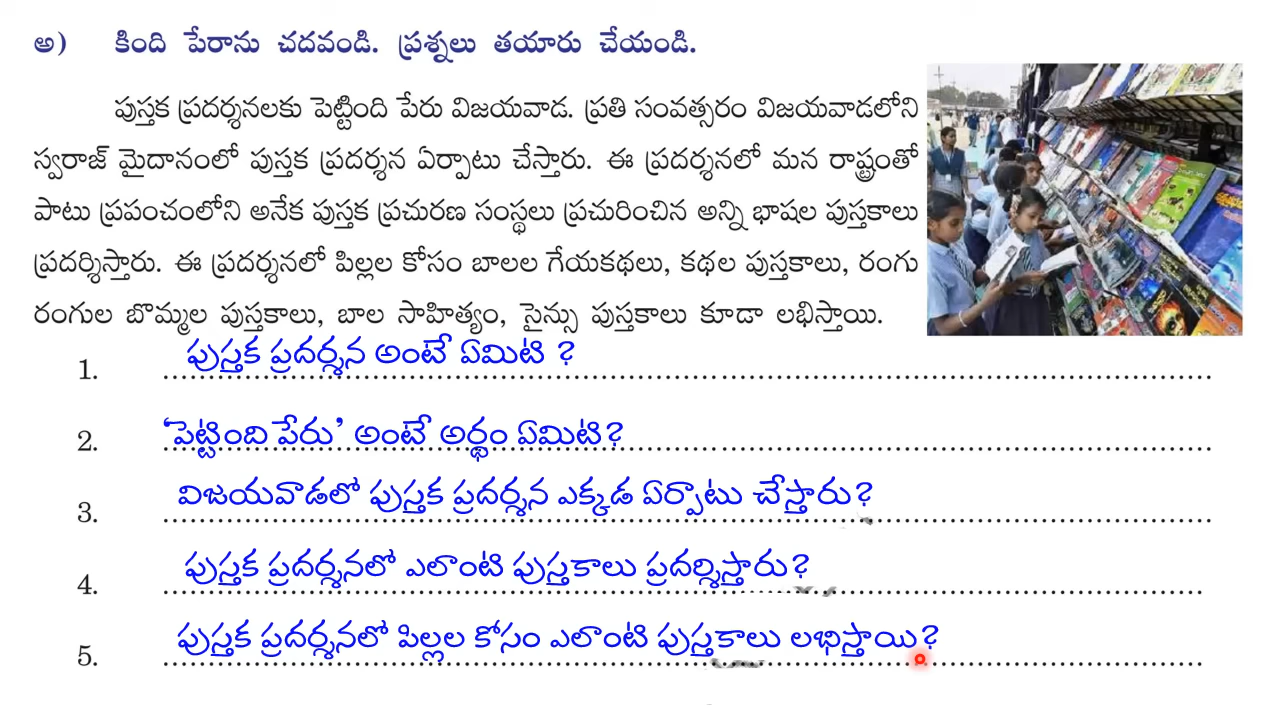 అ) కింది పేరాను చదవండి. ప్రశ్నలు తయారు చేయండి.
పుస్తక ప్రదర్శనలకు పెట్టింది పేరు విజయవాడ. ప్రతి సంవత్సరం విజయవాడలోని
స్వరాజ్ మైదానంలో పుస్తక ప్రదర్శన ఏర్పాటు చేస్తారు. ఈ ప్రదర్శనలో మన రాష్ట్రంతో
పాటు ప్రపంచంలోని అనేక పుస్తక ప్రచురణ సంస్థలు ప్రచురించిన అన్ని భాషల పుస్తకాలు
ప్రదర్శిస్తారు. ఈ ప్రదర్శనలో పిల్లల కోసం బాలల గేయకథలు, కథల పుస్తకాలు, రంగు
రంగుల బొమ్మల పుస్తకాలు, బాల సాహిత్యం, సైన్సు పుస్తకాలు కూడా లభిస్తాయి.
1. పుస్తక ప్రదర్శన అంటే ఏమిటి ?
2. 'పెట్టింది పేరు' అంటే అర్థం ఏమిటి?
3. విజయవాడలో పుస్తక ప్రదర్శన ఎక్కడ ఏర్పాటు చేస్తారు?
4. పుస్తక ప్రదర్శనలో ఎలాంటి పుస్తకాలు ప్రదర్శిస్తారు?
5. పుస్తక ప్రదర్శనలో పిల్లల కోసం ఎలాంటి పుస్తకాలు లభిస్తాయి?